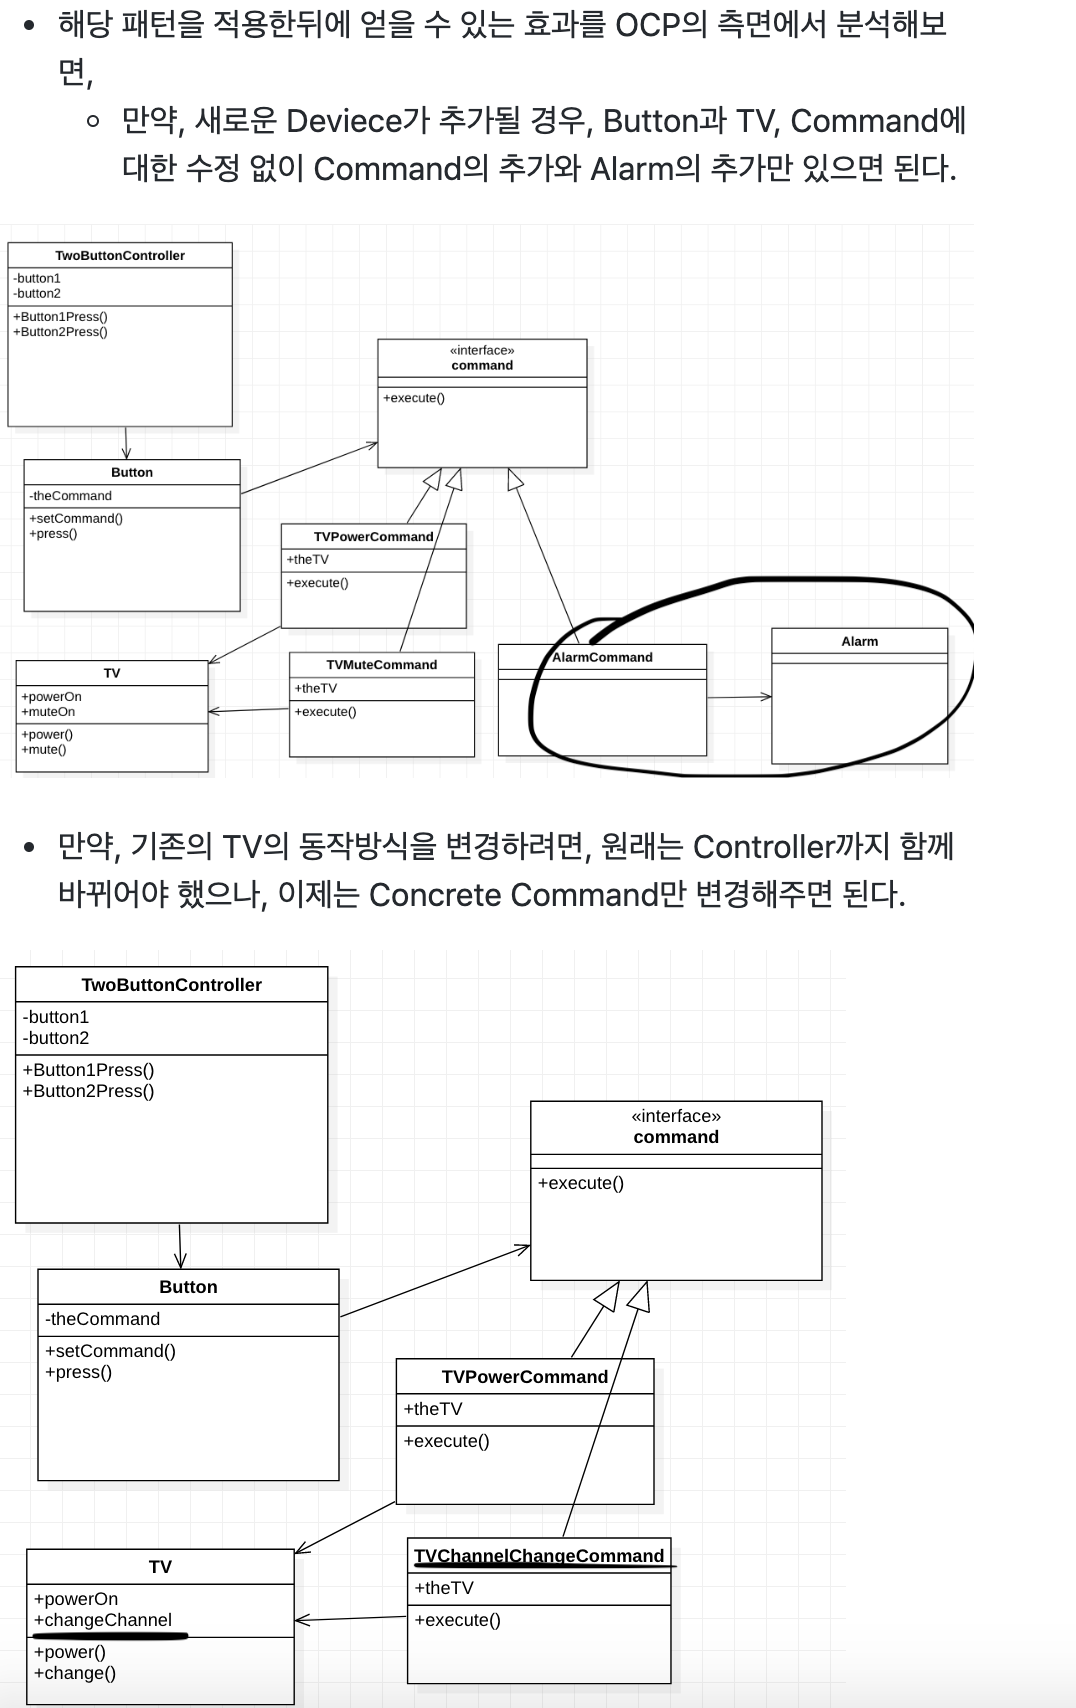 해당 패턴을 적용한뒤에 얻을 수 있는 효과를 OCP의 측면에서 분석해보
면,
만약, 새로운 Deviece가 추가될 경우, Button과 TV, Command에
대한 수정 없이 Command의 추가와 Alarm의 추가만 있으면 된다.
TwoButtonController
-button1
-button2
+Button1Press()
+Button2Press()
«interface»
command
+execute()
Button
-theCommand
+setCommand()
+press()
TVPowerCommand
+theTV
+execute()
TV
+powerOn
+muteOn
+power()
+mute()
TVMuteCommand
+theTV
+execute()
AlarmCommand
Alarm
만약, 기존의 TV의 동작방식을 변경하려면, 원래는 Controller까지 함께
바뀌어야 했으나, 이제는 Concrete Command만 변경해주면 된다.
TwoButtonController
-button1
-button2
+Button1Press()
+Button2Press()
«interface»
command
+execute()
Button
-theCommand
+setCommand()
+press()
TVPowerCommand
+theTV
+execute()
TV
+powerOn
+changeChannel
+power()
+change()
TVChannelChangeCommand
+theTV
+execute()